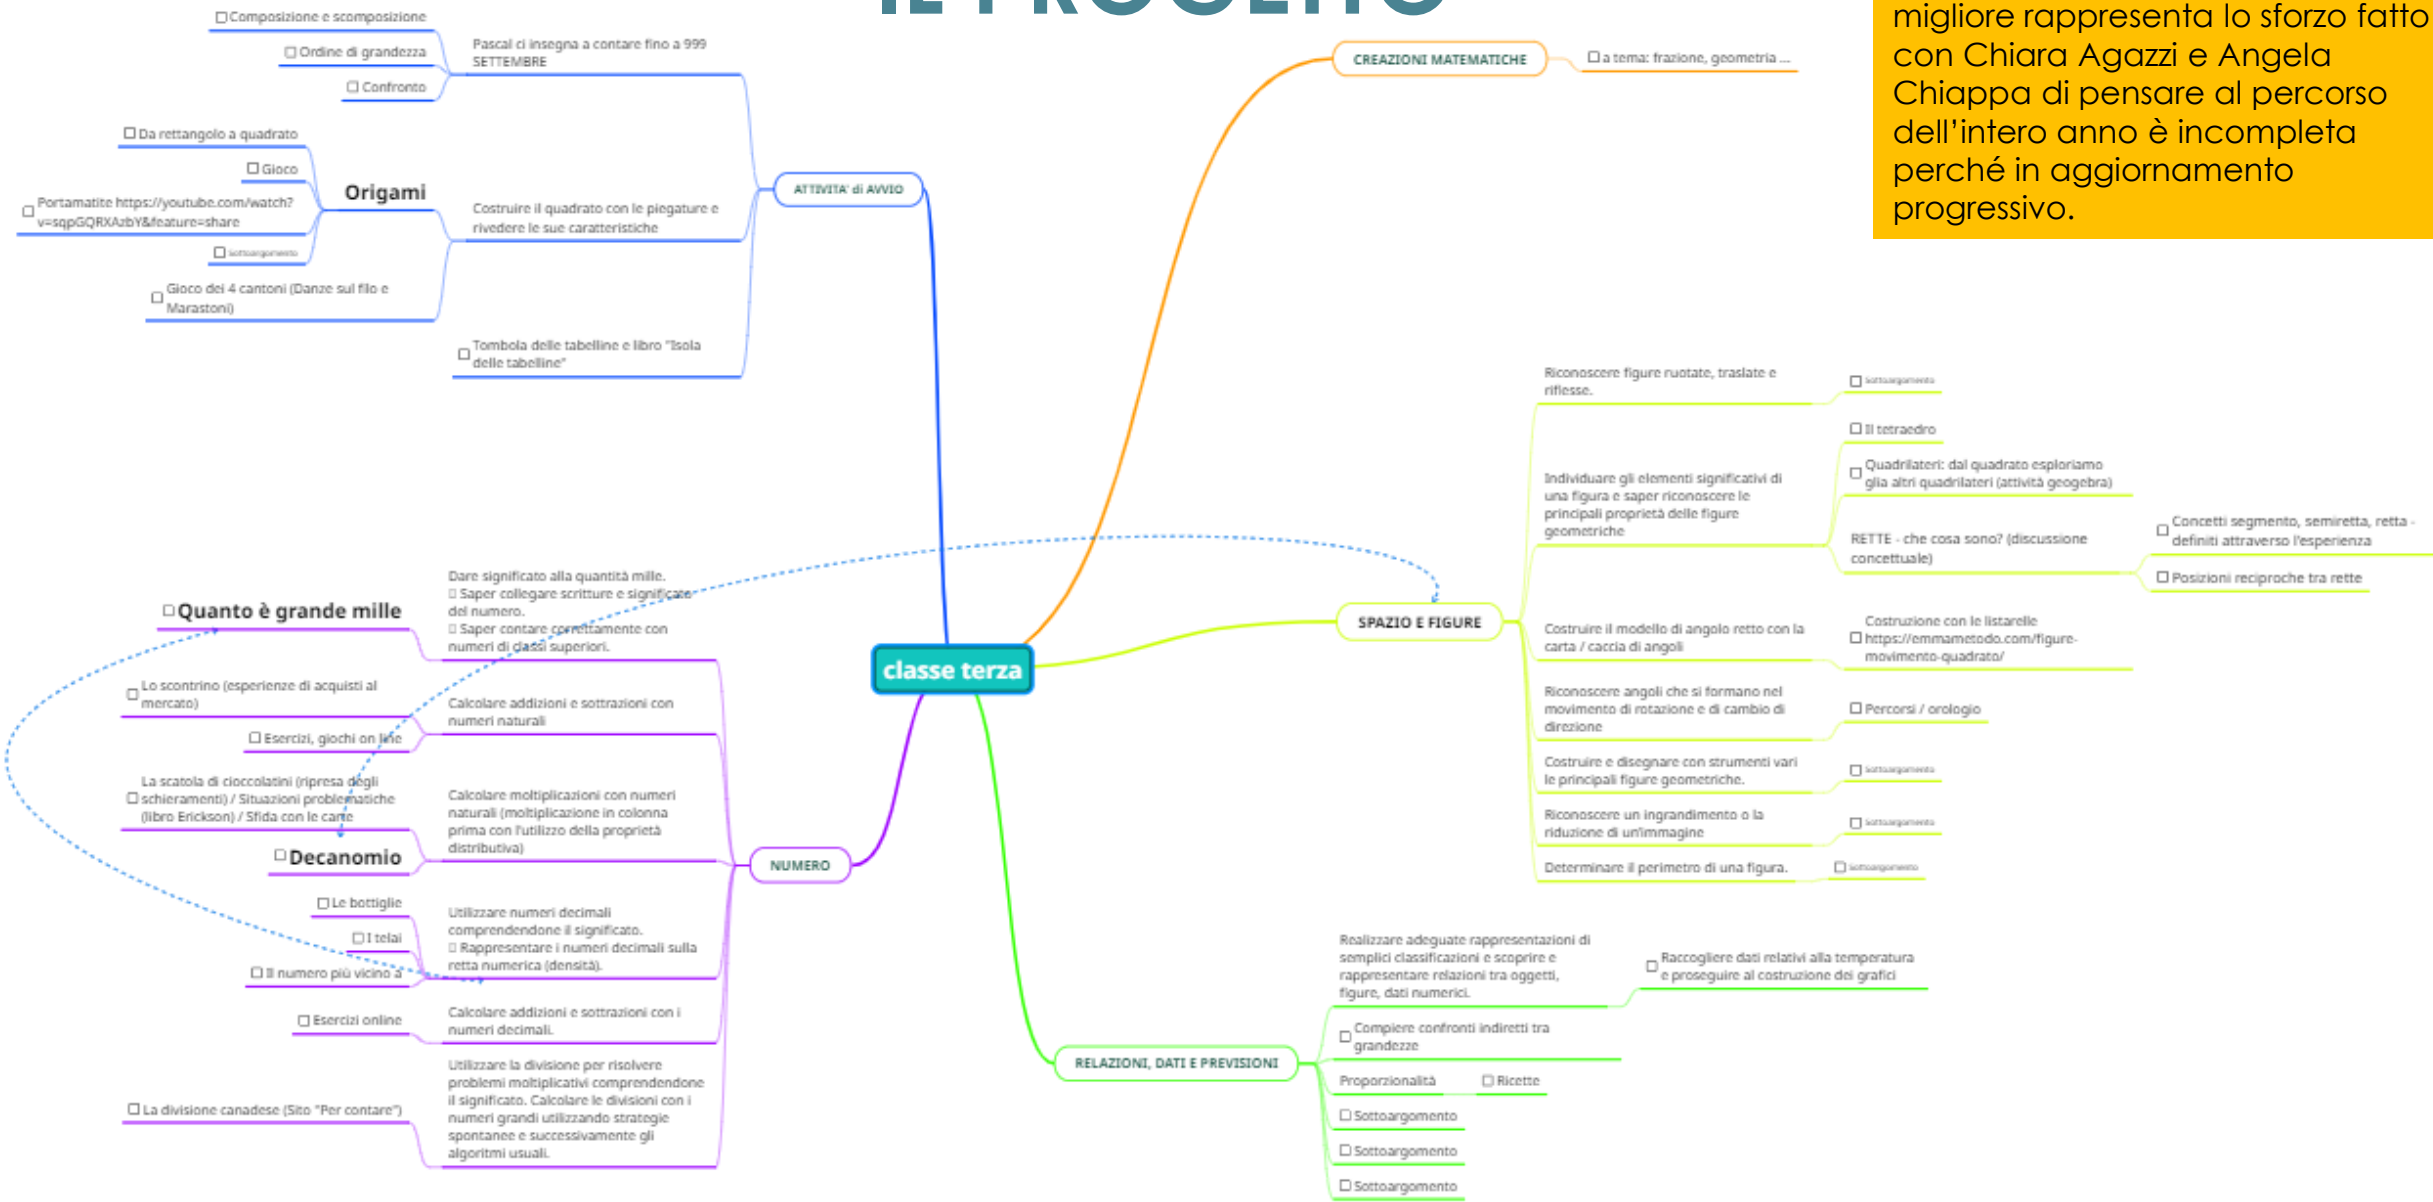 IL PROGETTO
migliore rappresenta lo sforzo fatto
con Chiara Agazzi e Angela
Chiappa di pensare al percorso
dell'intero anno è incompleta
perché in aggiornamento
progressivo.
classe terza
ATTIVITA' di AVVIO
Pascal ci insegna a contare fino a 999
SETTEMBRE
Composizione e scomposizione
Ordine di grandezza
Confronto
Costruire il quadrato con le piegature e
rivedere le sue caratteristiche
Origami
Da rettangolo a quadrato
Gioco
Portamatite https://youtube.com/watch?
v=sqpGQRXAzbY&feature=share
Sottoargomento
Gioco dei 4 cantoni (Danze sul filo e
Marastoni)
Tombola delle tabelline e libro "Isola
delle tabelline"
CREAZIONI MATEMATICHE
a tema: frazione, geometria ...
SPAZIO E FIGURE
Riconoscere figure ruotate, traslate e
riflesse.
Sottoargomento
Individuare gli elementi significativi di
una figura e saper riconoscere le
principali proprietà delle figure
geometriche
Il tetraedro
Quadrilateri: dal quadrato esploriamo
glia altri quadrilateri (attività geogebra)
RETTE - che cosa sono? (discussione
concettuale)
Concetti segmento, semiretta, retta -
definiti attraverso l'esperienza
Posizioni reciproche tra rette
Costruire il modello di angolo retto con la
carta / caccia di angoli
Costruzione con le listarelle
https://emmametodo.com/figure-
movimento-quadrato/
Riconoscere angoli che si formano nel
movimento di rotazione e di cambio di
direzione
Percorsi / orologio
Costruire e disegnare con strumenti vari
le principali figure geometriche.
Sottoargomento
Riconoscere un ingrandimento o la
riduzione di un'immagine
Sottoargomento
Determinare il perimetro di una figura.
Sottoargomento
NUMERO
Dare significato alla quantità mille.
Saper collegare scritture e significato
del numero.
Saper contare correttamente con
numeri di classi superiori.
Quanto è grande mille
Calcolare addizioni e sottrazioni con
numeri naturali
Lo scontrino (esperienze di acquisti al
mercato)
Esercizi, giochi on line
Calcolare moltiplicazioni con numeri
naturali (moltiplicazione in colonna
prima con l'utilizzo della proprietà
distributiva)
La scatola di cioccolatini (ripresa degli
schieramenti) / Situazioni problematiche
(libro Erickson) / Sfida con le carte
Decanomio
Utilizzare numeri decimali
comprendendone il significato.
Rappresentare i numeri decimali sulla
retta numerica (densità).
Le bottiglie
I telai
Il numero più vicino a
Calcolare addizioni e sottrazioni con i
numeri decimali.
Esercizi online
Utilizzare la divisione per risolvere
problemi moltiplicativi comprendendone
il significato. Calcolare le divisioni con i
numeri grandi utilizzando strategie
spontanee e successivamente gli
algoritmi usuali.
La divisione canadese (Sito "Per contare")
RELAZIONI, DATI E PREVISIONI
Realizzare adeguate rappresentazioni di
semplici classificazioni e scoprire e
rappresentare relazioni tra oggetti,
figure, dati numerici.
Raccogliere dati relativi alla temperatura
e proseguire al costruzione dei grafici
Compiere confronti indiretti tra
grandezze
Proporzionalità
Ricette
Sottoargomento
Sottoargomento
Sottoargomento